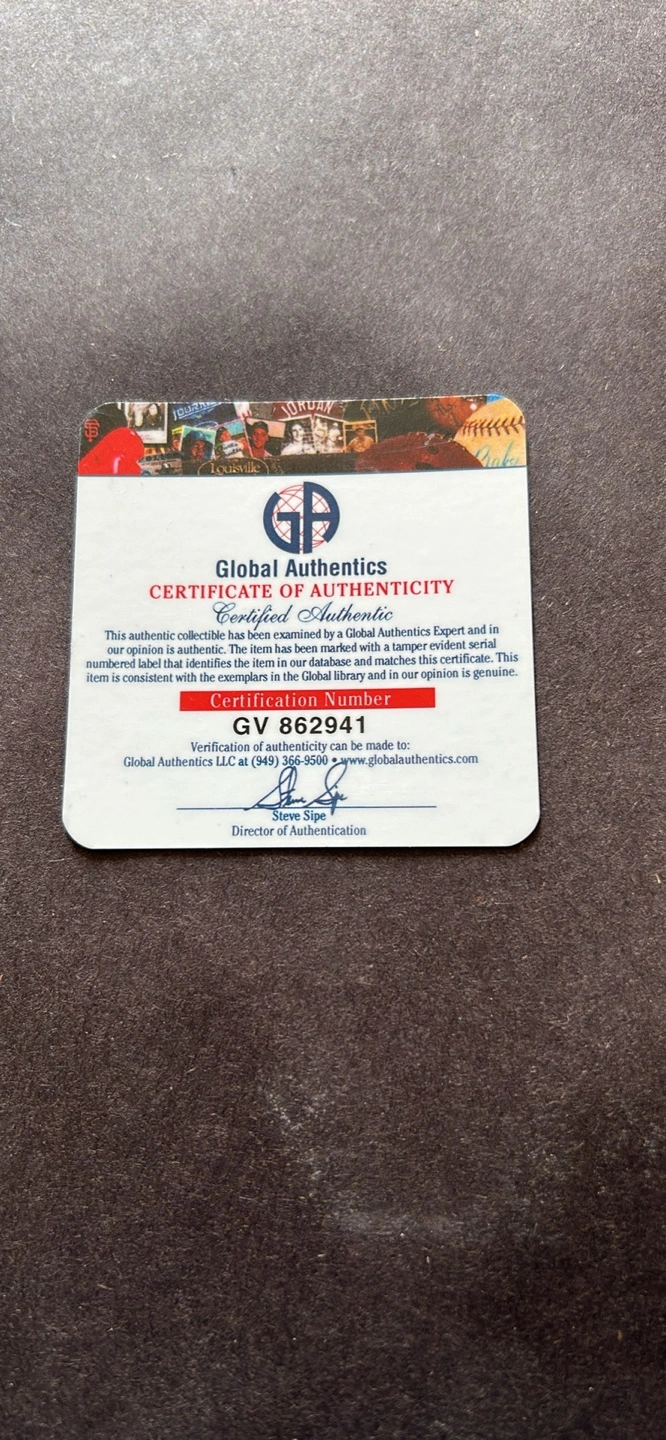 JORDAN
Louisville
GA
Global Authentics
CERTIFICATE OF AUTHENTICITY
Certified Authentic
This authentic collectible has been examined by a Global Authentics Expert and in
our opinion is authentic. The item has been marked with a tamper evident serial
numbered label that identifies the item in our database and matches this certificate. This
item is consistent with the exemplars in the Global library and in our opinion is genuine.
Certification Number
GV 862941
Verification of authenticity can be made to:
Global Authentics LLC at (949) 366-9500 • www.globalauthentics.com
Steve Sipe
Steve Sipe
Director of Authentication